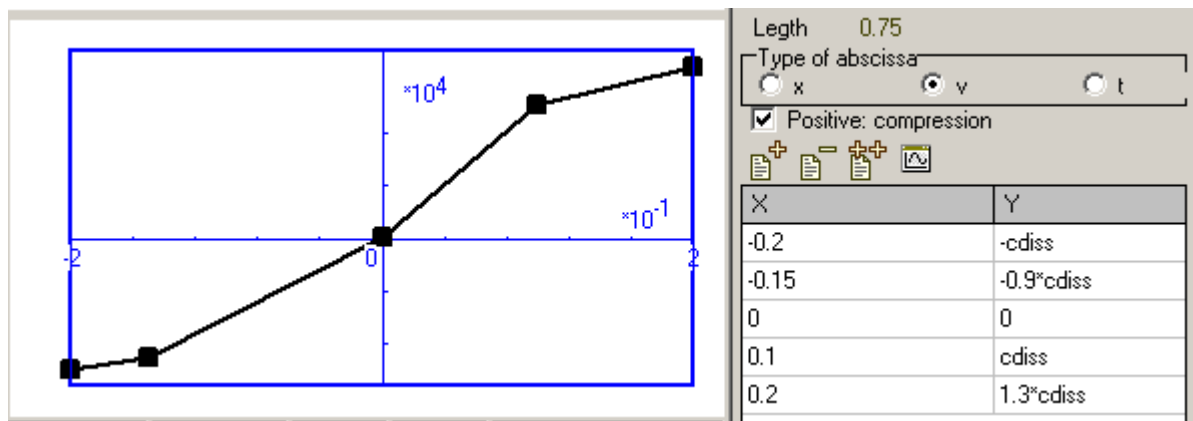 *10^4
*10^-1
-2 0 2
Legth 0.75
Type of abscissa
x v t
Positive: compression
X Y
-0.2 -cdiss
-0.15 -0.9*cdiss
0 0
0.1 cdiss
0.2 1.3*cdiss